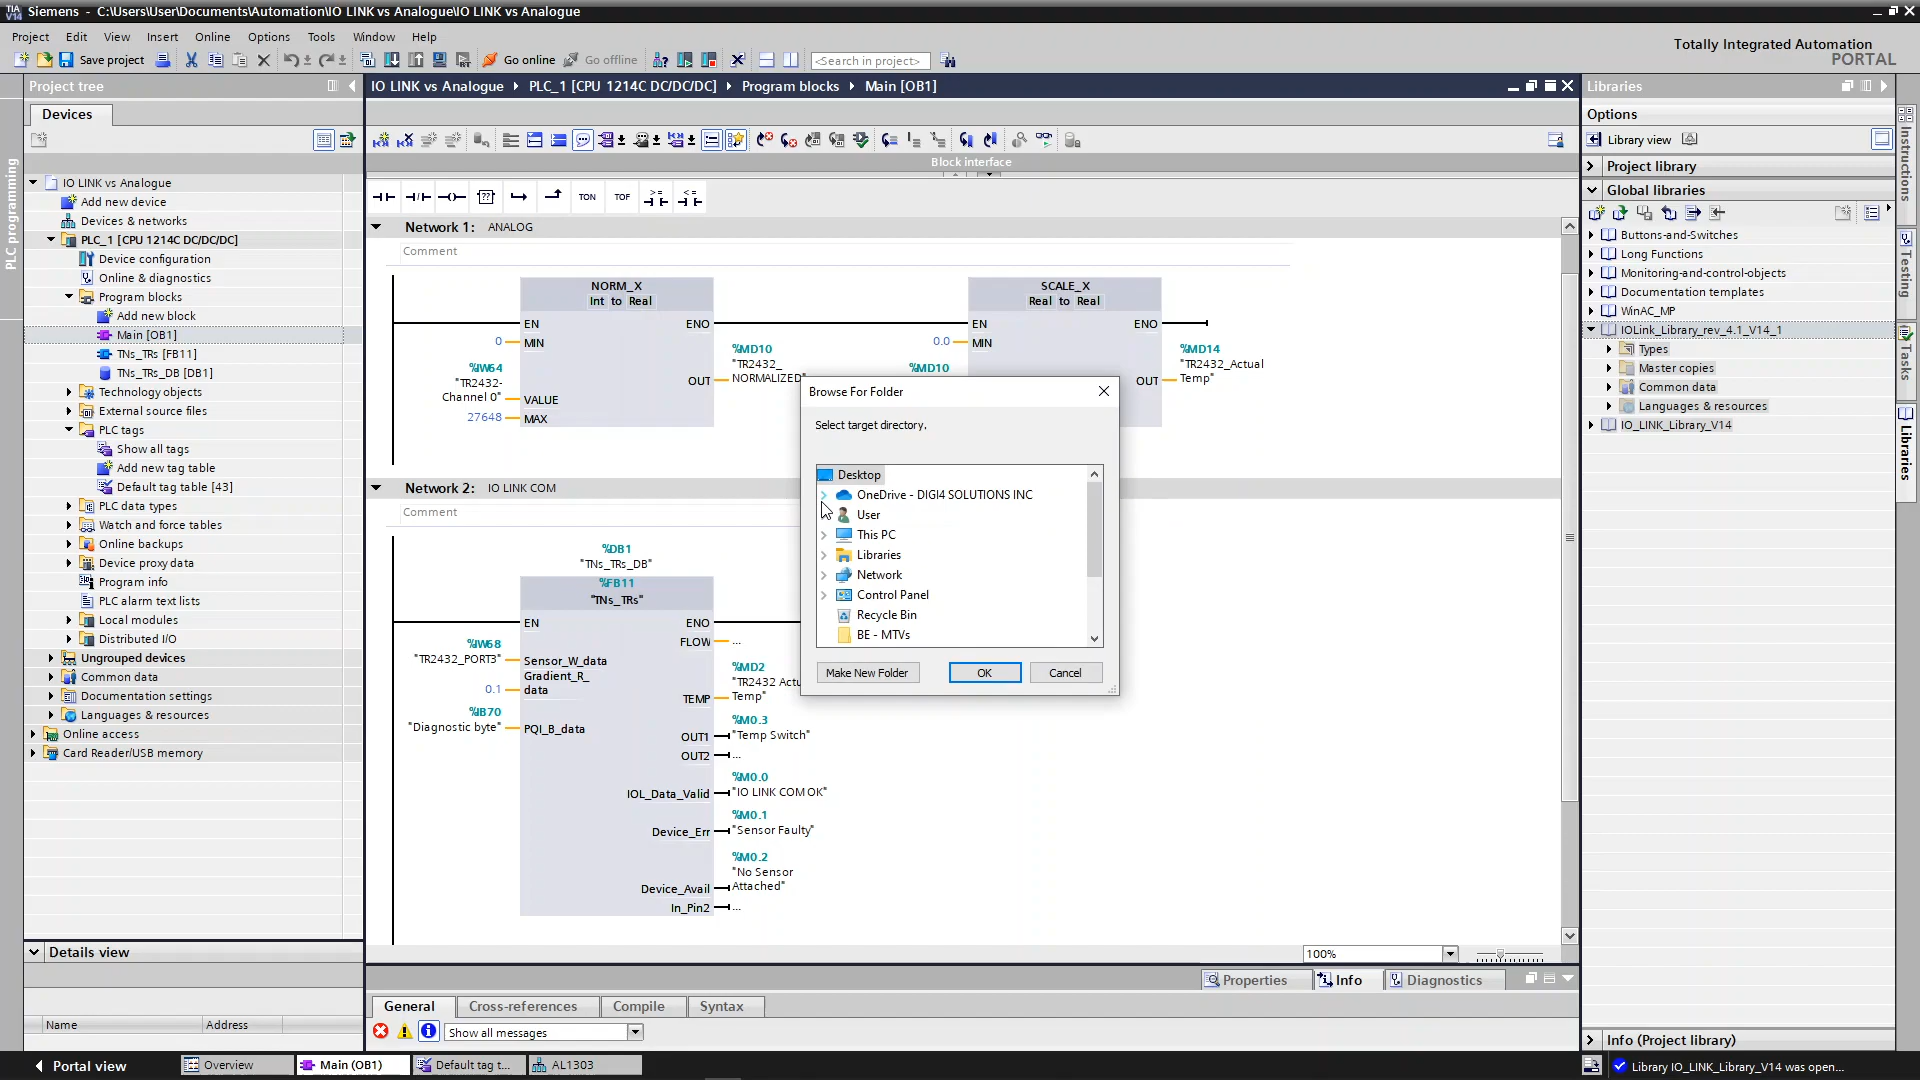 Siemens - C:\Users\User\Documents\Automation\IO LINK vs Analogue\IO LINK vs Analogue
Project Edit View Insert Online Options Tools Window Help
Totally Integrated Automation
PORTAL
Save project
Go online
Go offline
<Search in project>
Project tree
IO LINK vs Analogue PLC_1 [CPU 1214C DC/DC/DC] Program blocks Main [OB1]
Libraries
Devices
Options
Library view
PLC programming
Block interface
IO LINK vs Analogue
Add new device
Devices & networks
PLC_1 [CPU 1214C DC/DC/DC]
Device configuration
Online & diagnostics
Program blocks
Add new block
Main [OB1]
TNs_TRs [FB11]
TNs_TRs_DB [DB1]
Technology objects
External source files
PLC tags
Show all tags
Add new tag table
Default tag table [43]
PLC data types
Watch and force tables
Online backups
Device proxy data
Program info
PLC alarm text lists
Local modules
Distributed I/O
Ungrouped devices
Common data
Documentation settings
Languages & resources
Online access
Card Reader/USB memory
Details view
Name Address
TON TOF >= <=
Network 1: ANALOG
Comment
NORM_X
Int to Real
EN ENO
0 MIN
%IW64
"TR2432-
Channel 0" VALUE
27648 MAX
OUT
%MD10
"TR2432_
NORMALIZED"
SCALE_X
Real to Real
EN ENO
0.0 MIN
%MD10
OUT
%MD14
"TR2432_Actual
Temp"
Network 2: IO LINK COM
Comment
%DB1
"TNs_TRs_DB"
%FB11
"TNs_TRs"
EN ENO
FLOW ...
%IW68
"TR2432_PORT3" Sensor_W_data
Gradient_R_
0.1 data
%IB70
"Diagnostic byte" PQI_B_data
%MD2
"TR2432 Actu
TEMP Temp"
%M0.3
OUT1 "Temp Switch"
OUT2 ...
%M0.0
IOL_Data_Valid "IO LINK COM OK"
%M0.1
Device_Err "Sensor Faulty"
%M0.2
"No Sensor
Device_Avail Attached"
In_Pin2 ...
Browse For Folder
Select target directory.
Desktop
OneDrive - DIGI4 SOLUTIONS INC
User
This PC
Libraries
Network
Control Panel
Recycle Bin
BE - MTVs
Make New Folder OK Cancel
100%
Properties Info Diagnostics
General Cross-references Compile Syntax
Show all messages
Project library
Global libraries
Buttons-and-Switches
Long Functions
Monitoring-and-control-objects
Documentation templates
WinAC_MP
IOLink_Library_rev_4.1_V14_1
Types
Master copies
Common data
Languages & resources
IO_LINK_Library_V14
Info (Project library)
Instructions
Testing
Tasks
Libraries
Portal view Overview Main (OB1) Default tag t... AL1303
Library IO_LINK_Library_V14 was open...